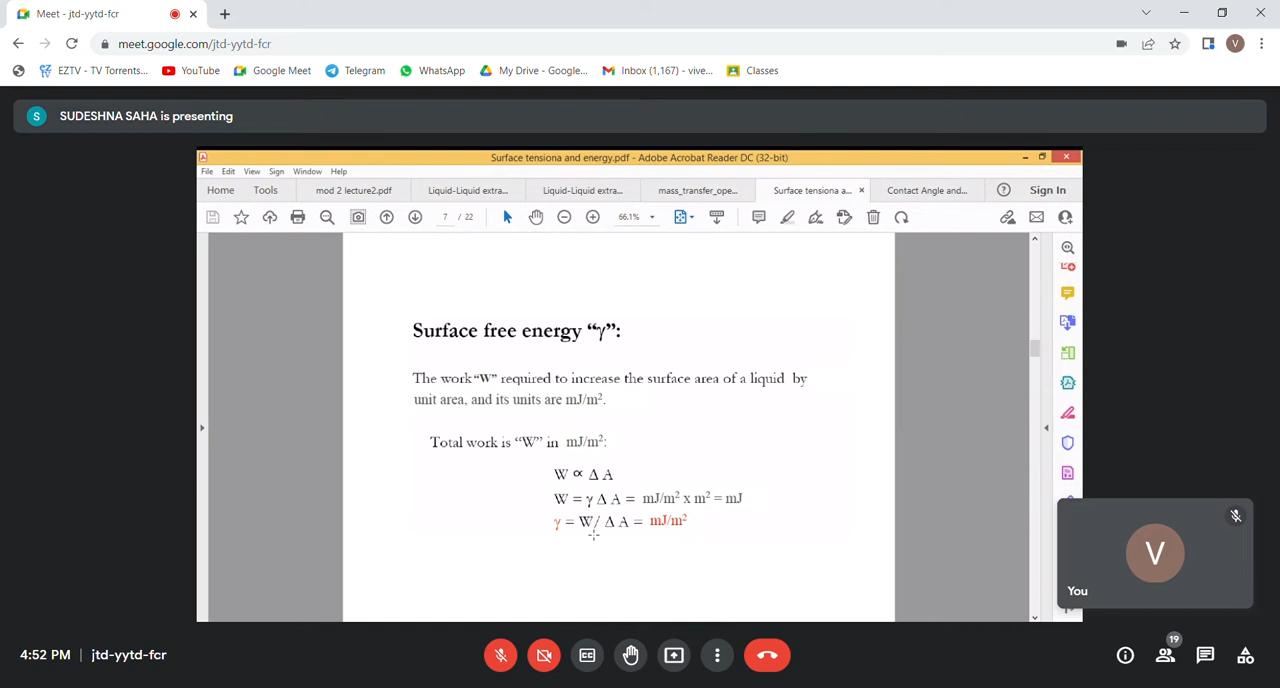 Meet - jtd-yytd-fcr
meet.google.com/jtd-yytd-fcr
V
EZTV - TV Torrents... YouTube Google Meet Telegram WhatsApp My Drive - Google... Inbox (1,167) - vive... Classes
S SUDESHNA SAHA is presenting
Surface tensiona and energy.pdf - Adobe Acrobat Reader DC (32-bit)
File Edit View Sign Window Help
Home Tools mod 2 lecture2.pdf Liquid-Liquid extra... Liquid-Liquid extra... mass_transfer_ope... Surface tensiona a... Contact Angle and... Sign In
7 / 22 66.1%
Surface free energy “γ”:
The work “W” required to increase the surface area of a liquid by
unit area, and its units are mJ/m².
Total work is “W” in mJ/m²:
W ∝ Δ A
W = γ Δ A = mJ/m² x m² = mJ
γ = W/ Δ A = mJ/m²
V
You
4:52 PM | jtd-yytd-fcr
19